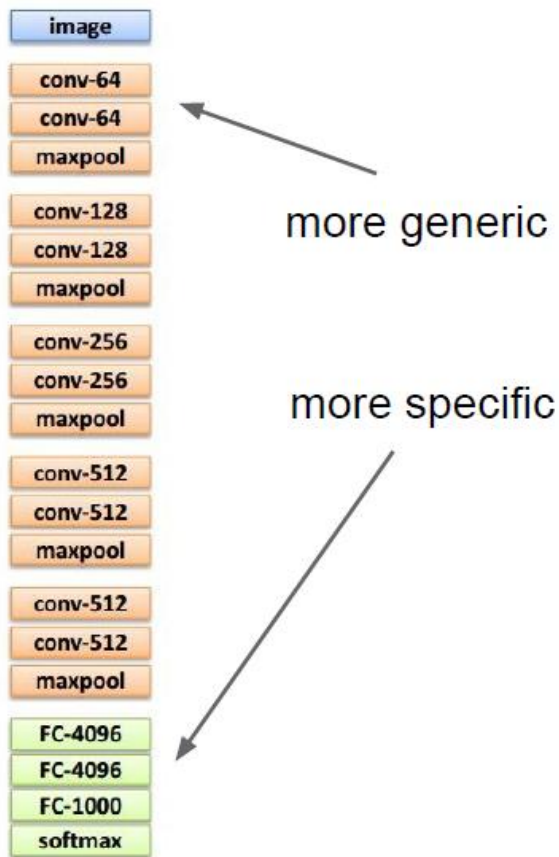 image
conv-64
conv-64
maxpool
conv-128
conv-128
maxpool
conv-256
conv-256
maxpool
conv-512
conv-512
maxpool
conv-512
conv-512
maxpool
FC-4096
FC-4096
FC-1000
softmax
more generic
more specific